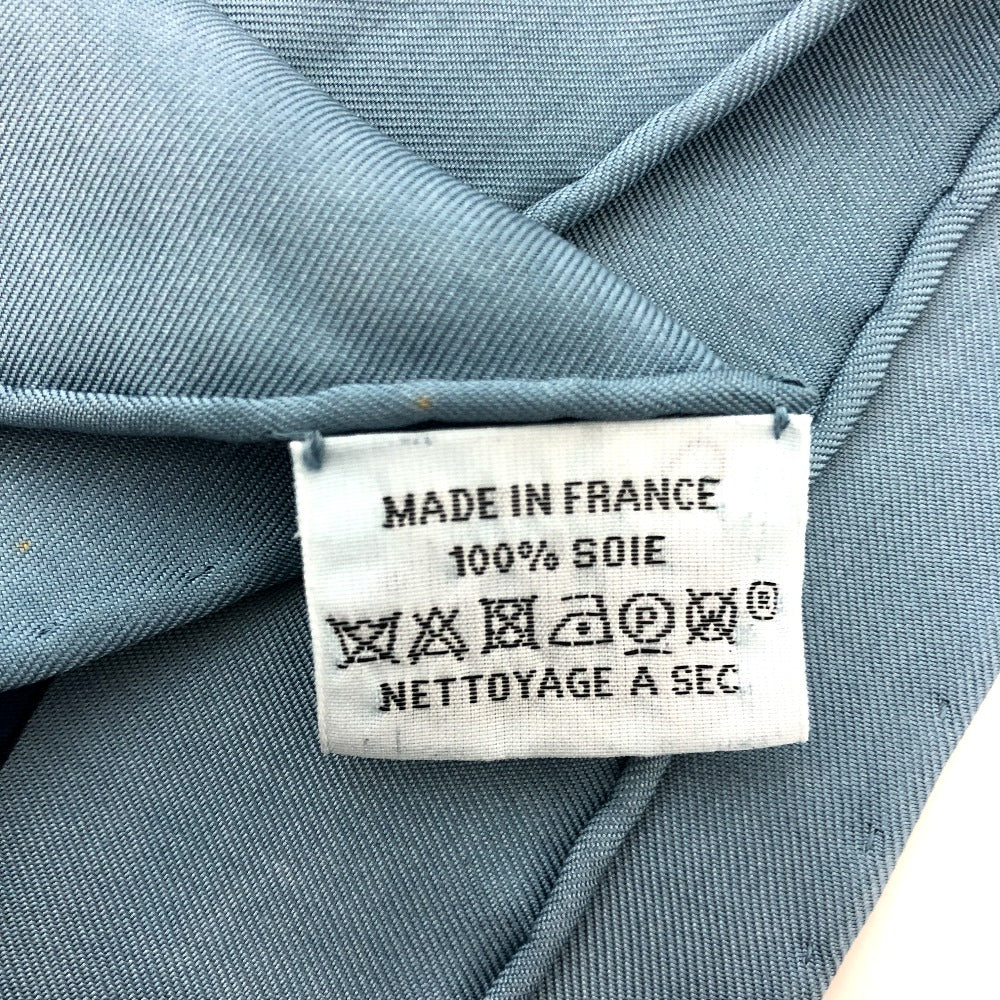 MADE IN FRANCE
100% SOIE
P W ®
NETTOYAGE A SEC